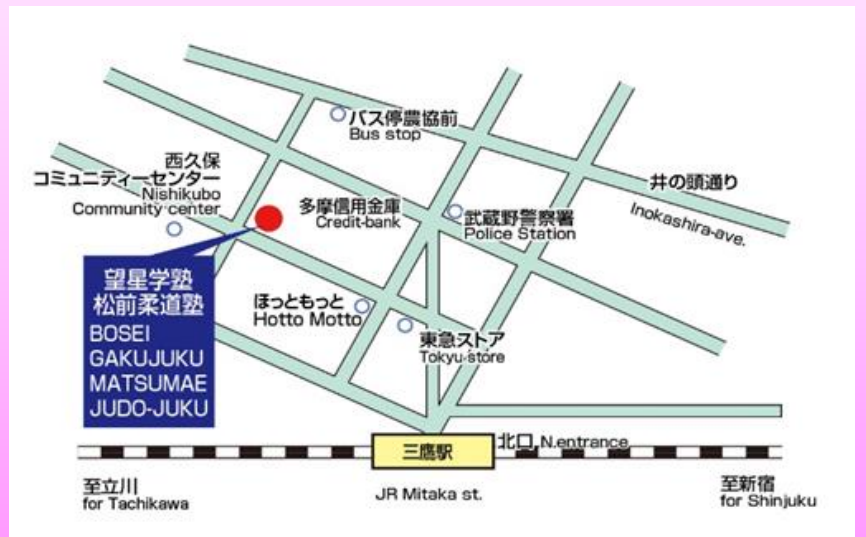 バス停農協前
Bus stop
西久保
コミュニティーセンター
Nishikubo
Community center
井の頭通り
Inokashira-ave.
多摩信用金庫
Credit-bank
武蔵野警察署
Police Station
望星学塾
松前柔道塾
BOSEI
GAKUJUKU
MATSUMAE
JUDO-JUKU
ほっともっと
Hotto Motto
東急ストア
Tokyu-store
三鷹駅
北口 N.entrance
至立川
for Tachikawa
JR Mitaka st.
至新宿
for Shinjuku